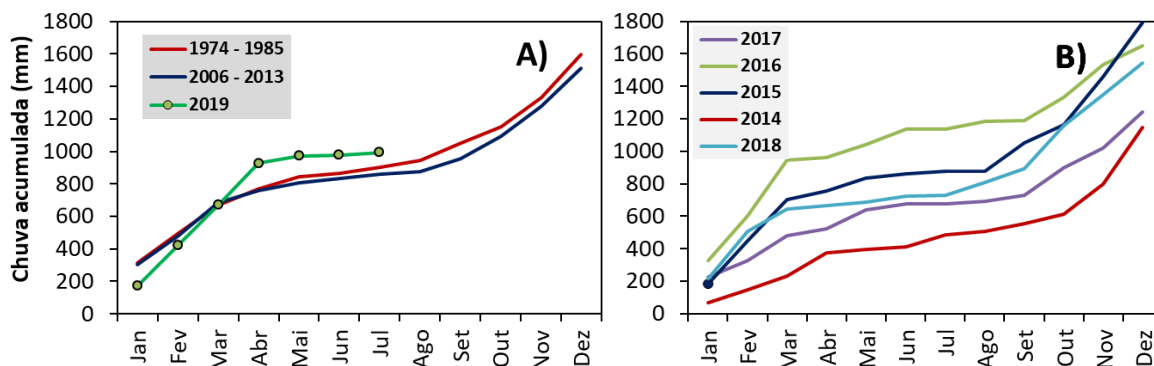 Chuva acumulada (mm)
1800
1600
1400
1200
1000
800
600
400
200
0
1974 - 1985
2006 - 2013
2019
A)
Jan
Fev
Mar
Abr
Mai
Jun
Jul
Ago
Set
Out
Nov
Dez
1800
1600
1400
1200
1000
800
600
400
200
0
2017
2016
2015
2014
2018
B)
Jan
Fev
Mar
Abr
Mai
Jun
Jul
Ago
Set
Out
Nov
Dez